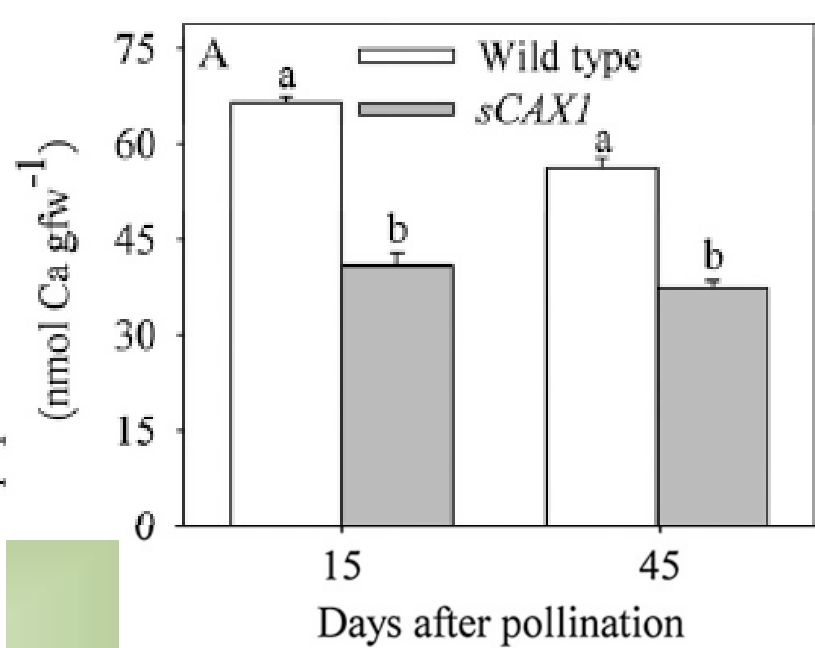 A
Wild type
sCAX1
75
60
45
30
15
0
(nmol Ca gfw⁻¹)
a
b
a
b
15
45
Days after pollination